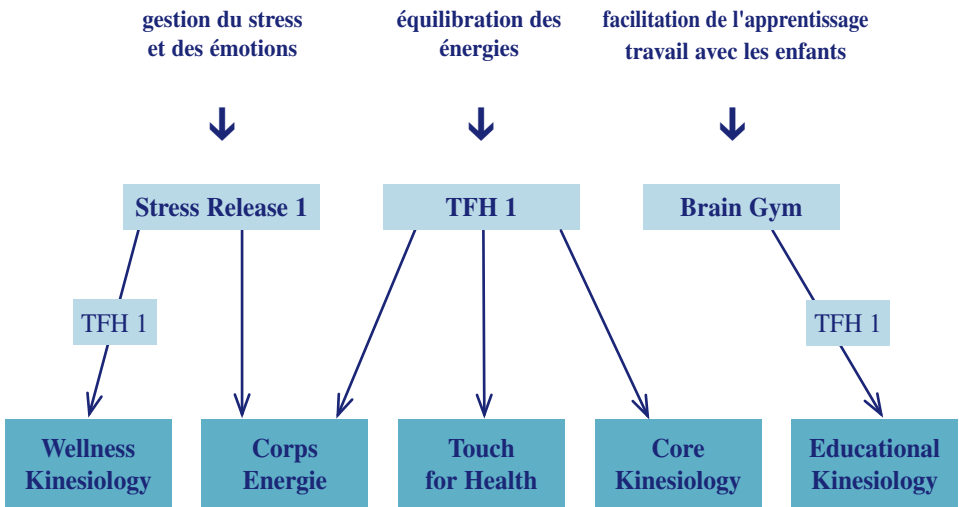 gestion du stress
et des émotions
équilibration des
énergies
facilitation de l'apprentissage
travail avec les enfants
Stress Release 1
TFH 1
Brain Gym
TFH 1
TFH 1
Wellness
Kinesiology
Corps
Energie
Touch
for Health
Core
Kinesiology
Educational
Kinesiology